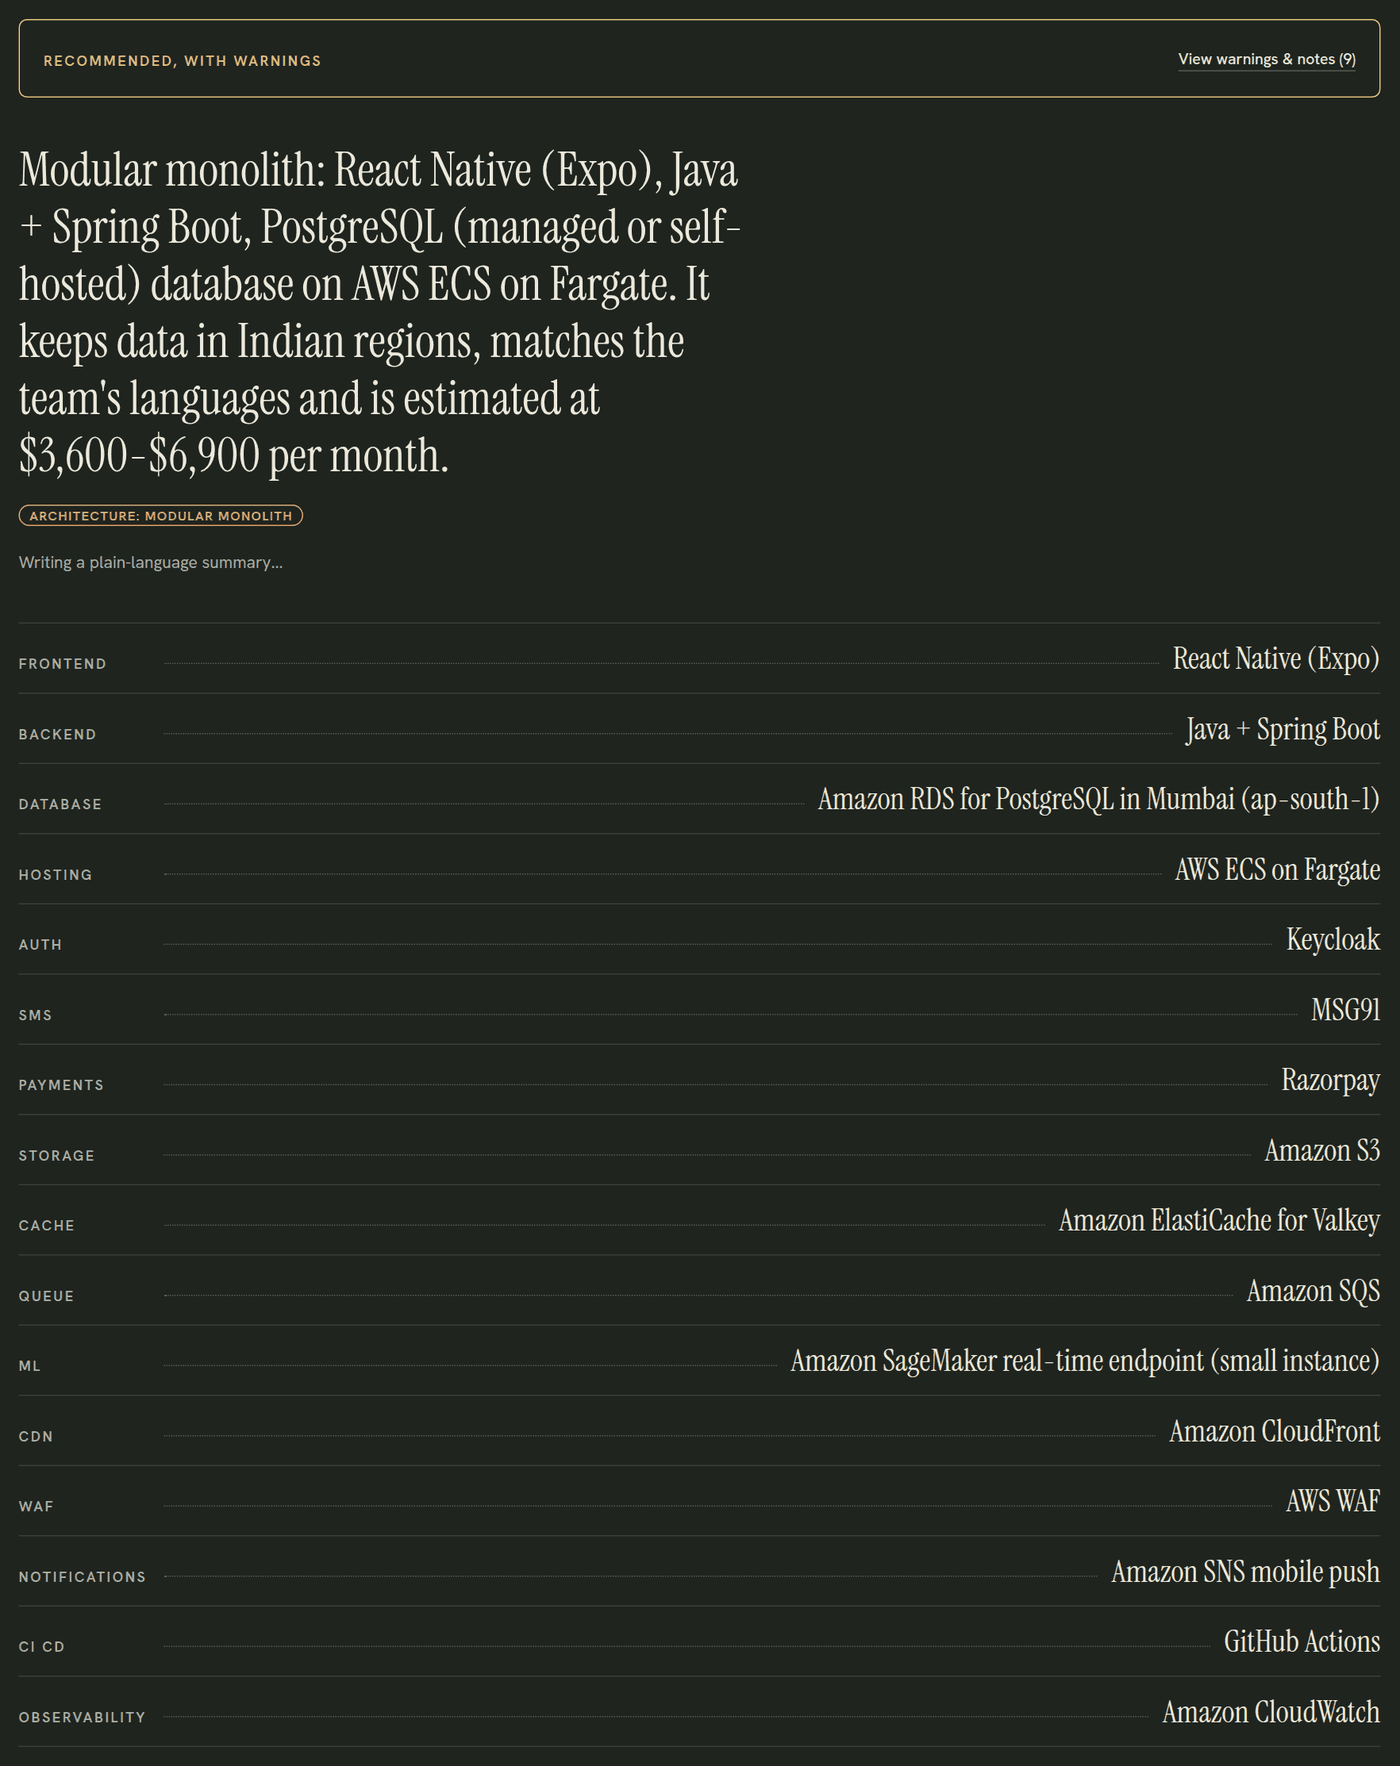 RECOMMENDED, WITH WARNINGS
View warnings & notes (9)
Modular monolith: React Native (Expo), Java
+ Spring Boot, PostgreSQL (managed or self-
hosted) database on AWS ECS on Fargate. It
keeps data in Indian regions, matches the
team's languages and is estimated at
$3,600-$6,900 per month.
ARCHITECTURE: MODULAR MONOLITH
Writing a plain-language summary...
FRONTEND React Native (Expo)
BACKEND Java + Spring Boot
DATABASE Amazon RDS for PostgreSQL in Mumbai (ap-south-1)
HOSTING AWS ECS on Fargate
AUTH Keycloak
SMS MSG91
PAYMENTS Razorpay
STORAGE Amazon S3
CACHE Amazon ElastiCache for Valkey
QUEUE Amazon SQS
ML Amazon SageMaker real-time endpoint (small instance)
CDN Amazon CloudFront
WAF AWS WAF
NOTIFICATIONS Amazon SNS mobile push
CI CD GitHub Actions
OBSERVABILITY Amazon CloudWatch